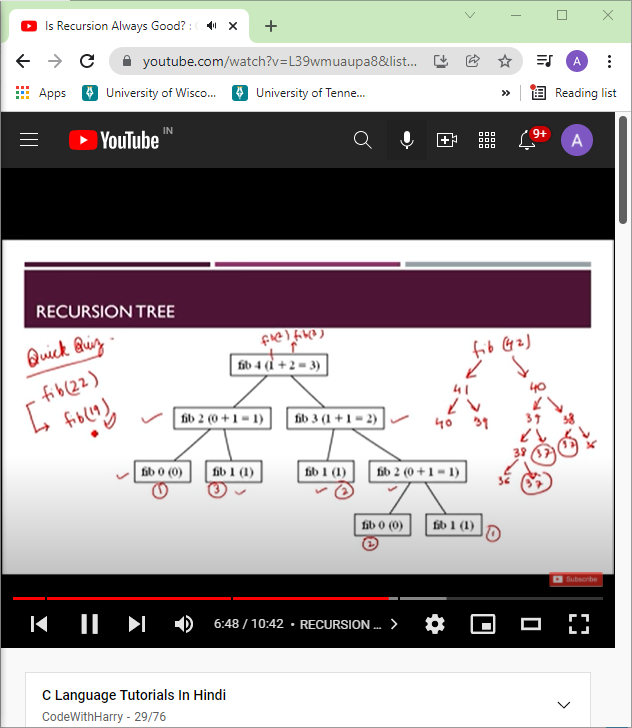 Is Recursion Always Good? :
youtube.com/watch?v=L39wmuaupa8&list...
A
Apps
University of Wisco...
University of Tenne...
»
Reading list
YouTube IN
9+
A
RECURSION TREE
Quick Quiz
fib(22)
fib(19)
fib(2) fib(3)
fib 4 (1 + 2 = 3)
fib 2 (0 + 1 = 1)
fib 3 (1 + 1 = 2)
fib 0 (0)
fib 1 (1)
fib 1 (1)
fib 2 (0 + 1 = 1)
1
3
2
fib 0 (0)
fib 1 (1)
2
1
fib (42)
41
40
40
39
39
38
38
37
37
36
36
37
Subscribe
6:48 / 10:42 • RECURSION ...
C Language Tutorials In Hindi
CodeWithHarry - 29/76